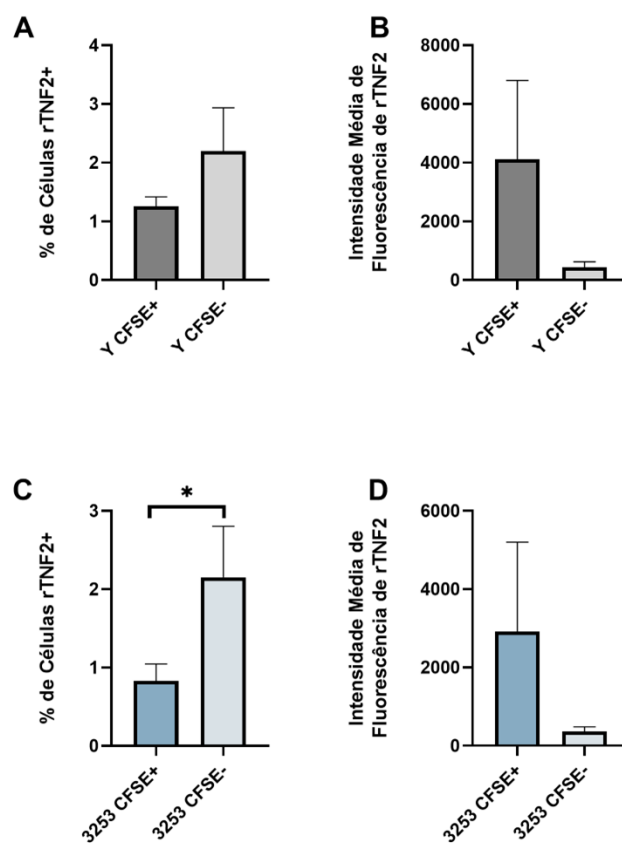 A
% de Células rTNF2+
4
3
2
1
0
Y CFSE+
Y CFSE-
B
Intensidade Média de
Fluorescência de rTNF2
8000
6000
4000
2000
0
Y CFSE+
Y CFSE-
C
% de Células rTNF2+
3
2
1
0
*
3253 CFSE+
3253 CFSE-
D
Intensidade Média de
Fluorescência de rTNF2
6000
4000
2000
0
3253 CFSE+
3253 CFSE-